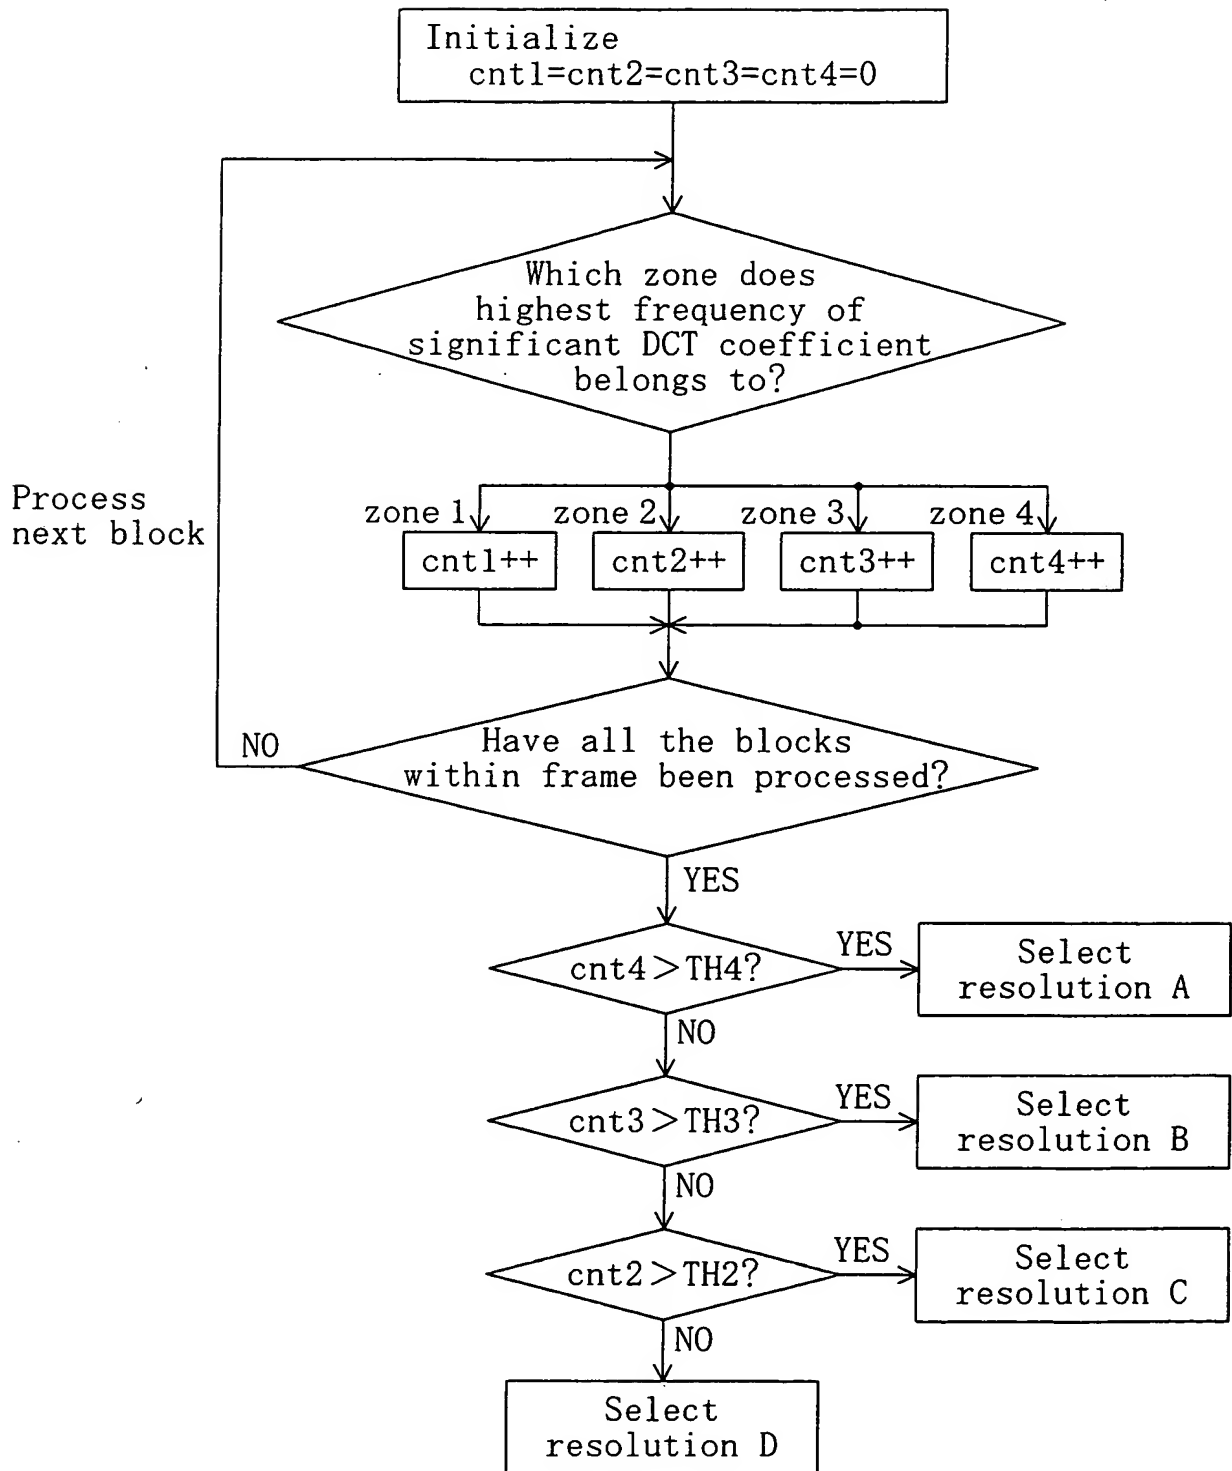 Initialize
cnt1=cnt2=cnt3=cnt4=0
Which zone does
highest frequency of
significant DCT coefficient
belongs to?
Process
next block
zone 1
zone 2
zone 3
zone 4
cnt1++
cnt2++
cnt3++
cnt4++
NO
Have all the blocks
within frame been processed?
YES
cnt4>TH4?
YES
Select
resolution A
NO
cnt3>TH3?
YES
Select
resolution B
NO
cnt2>TH2?
YES
Select
resolution C
NO
Select
resolution D